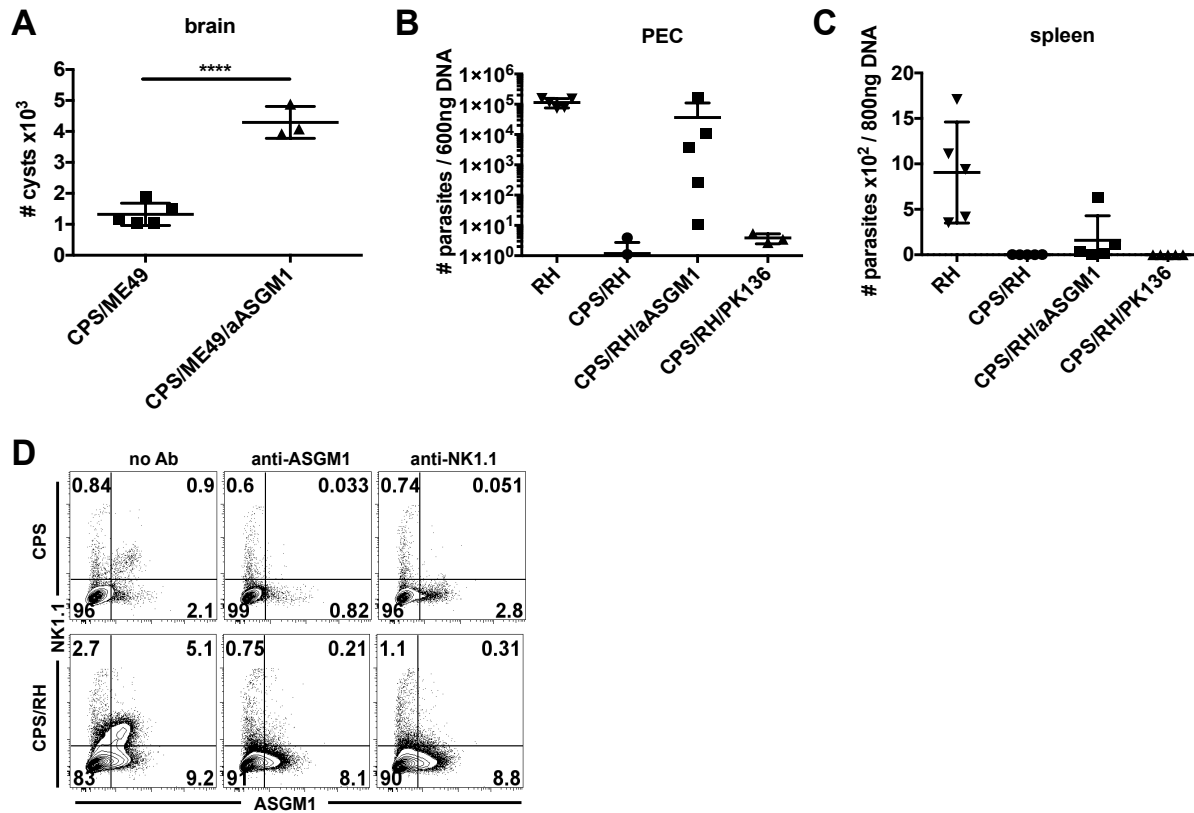 A
brain
# cysts x10³
6
5
4
3
2
1
0
****
CPS/ME49
CPS/ME49/aASGM1
B
PEC
# parasites / 600ng DNA
1×10⁶
1×10⁵
1×10⁴
1×10³
1×10²
1×10¹
1×10⁰
RH
CPS/RH
CPS/RH/aASGM1
CPS/RH/PK136
C
spleen
# parasites x10² / 800ng DNA
20
15
10
5
0
RH
CPS/RH
CPS/RH/aASGM1
CPS/RH/PK136
D
no Ab anti-ASGM1 anti-NK1.1
CPS
0.84 0.9 0.6 0.033 0.74 0.051
96 2.1 99 0.82 96 2.8
NK1.1
CPS/RH
2.7 5.1 0.75 0.21 1.1 0.31
83 9.2 91 8.1 90 8.8
ASGM1